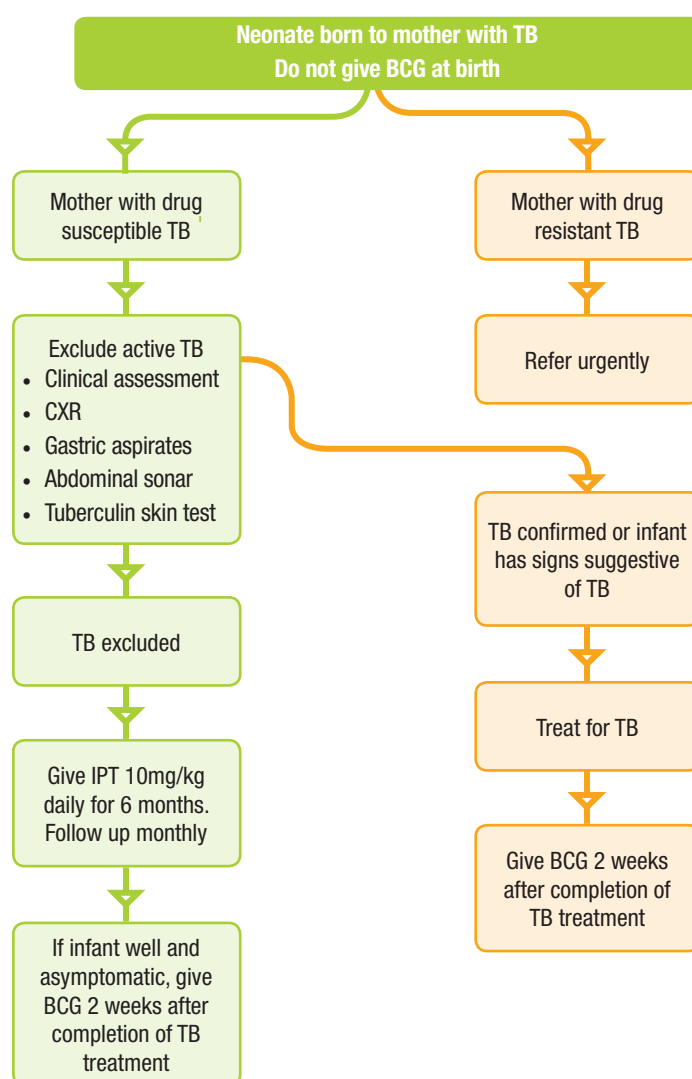 Neonate born to mother with TB
Do not give BCG at birth
Mother with drug
susceptible TB
Exclude active TB
• Clinical assessment
• CXR
• Gastric aspirates
• Abdominal sonar
• Tuberculin skin test
TB excluded
Give IPT 10mg/kg
daily for 6 months.
Follow up monthly
If infant well and
asymptomatic, give
BCG 2 weeks after
completion of TB
treatment
Mother with drug
resistant TB
Refer urgently
TB confirmed or infant
has signs suggestive
of TB
Treat for TB
Give BCG 2 weeks
after completion of
TB treatment